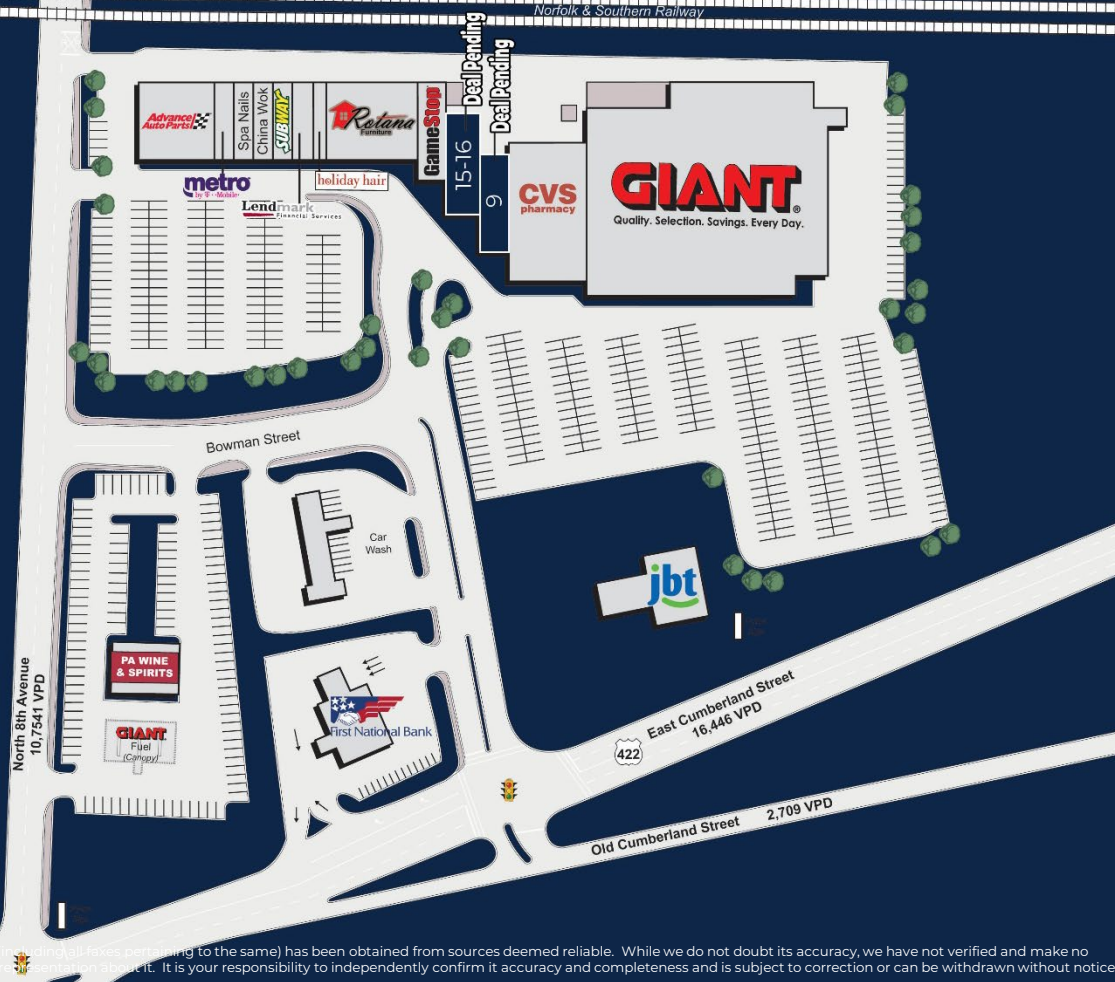 Norfolk & Southern Railway
Deal Pending
Deal Pending
Advance
Auto Parts
Spa Nails
China Wok
SUBWAY
Rotana
Furniture
GameStop
15-16
9
CVS
pharmacy
GIANT
Quality. Selection. Savings. Every Day.
metro
by T-Mobile
holiday hair
Lendmark
Financial Services
Bowman Street
Car
Wash
jbt
PA WINE
& SPIRITS
GIANT
Fuel
(Canopy)
First National Bank
North 8th Avenue
10,7541 VPD
422
East Cumberland Street
16,446 VPD
Old Cumberland Street 2,709 VPD
including all faxes pertaining to the same) has been obtained from sources deemed reliable. While we do not doubt its accuracy, we have not verified and make no
representation about it. It is your responsibility to independently confirm it accuracy and completeness and is subject to correction or can be withdrawn without notice